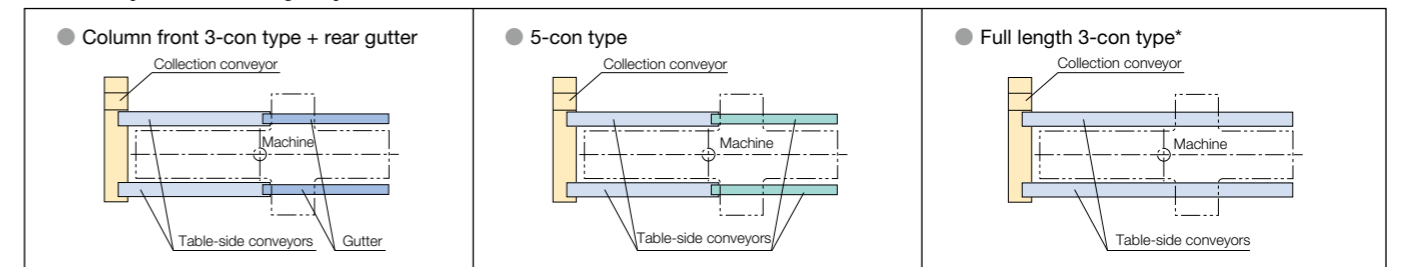 Column front 3-con type + rear gutter
Collection conveyor
Machine
Table-side conveyors
Gutter
5-con type
Collection conveyor
Machine
Table-side conveyors
Full length 3-con type*
Collection conveyor
Machine
Table-side conveyors